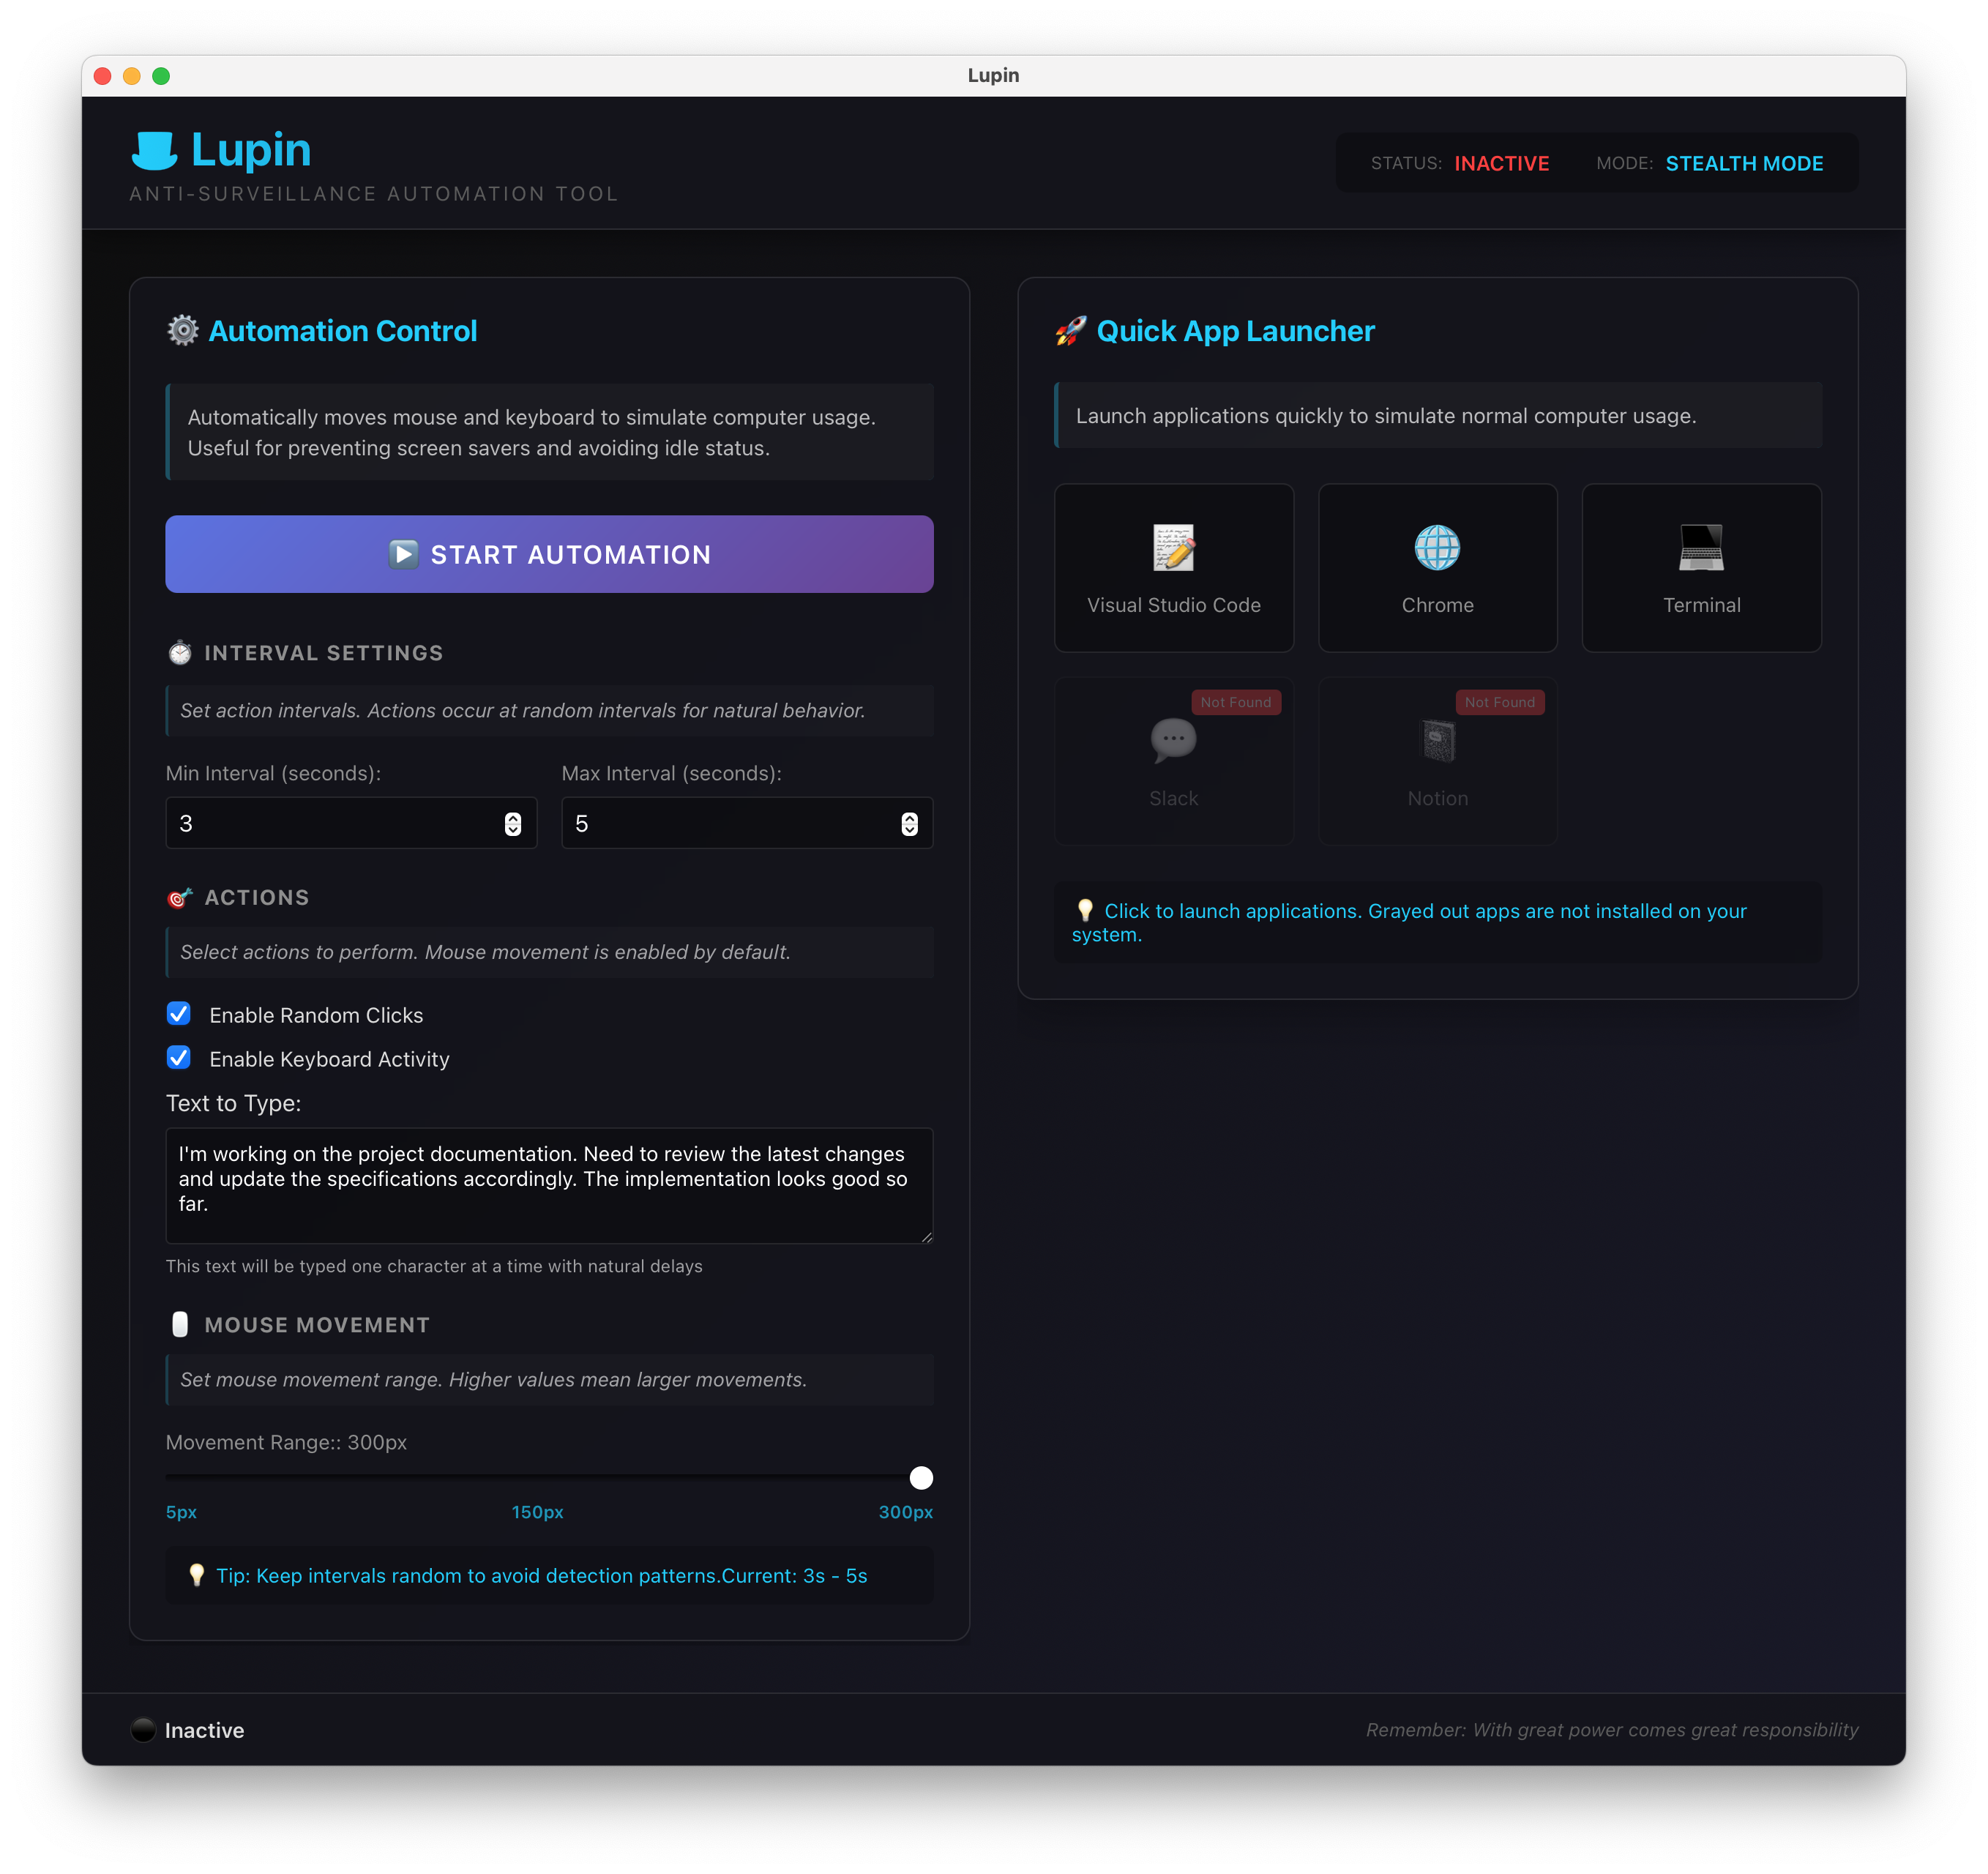 Lupin
Lupin
ANTI-SURVEILLANCE AUTOMATION TOOL
STATUS: INACTIVE MODE: STEALTH MODE
Automation Control
Automatically moves mouse and keyboard to simulate computer usage.
Useful for preventing screen savers and avoiding idle status.
START AUTOMATION
INTERVAL SETTINGS
Set action intervals. Actions occur at random intervals for natural behavior.
Min Interval (seconds): Max Interval (seconds):
3 5
ACTIONS
Select actions to perform. Mouse movement is enabled by default.
Enable Random Clicks
Enable Keyboard Activity
Text to Type:
I'm working on the project documentation. Need to review the latest changes
and update the specifications accordingly. The implementation looks good so
far.
This text will be typed one character at a time with natural delays
MOUSE MOVEMENT
Set mouse movement range. Higher values mean larger movements.
Movement Range:: 300px
5px 150px 300px
Tip: Keep intervals random to avoid detection patterns.Current: 3s - 5s
Quick App Launcher
Launch applications quickly to simulate normal computer usage.
Visual Studio Code Chrome Terminal
Not Found Not Found
Slack Notion
Click to launch applications. Grayed out apps are not installed on your
system.
Inactive
Remember: With great power comes great responsibility